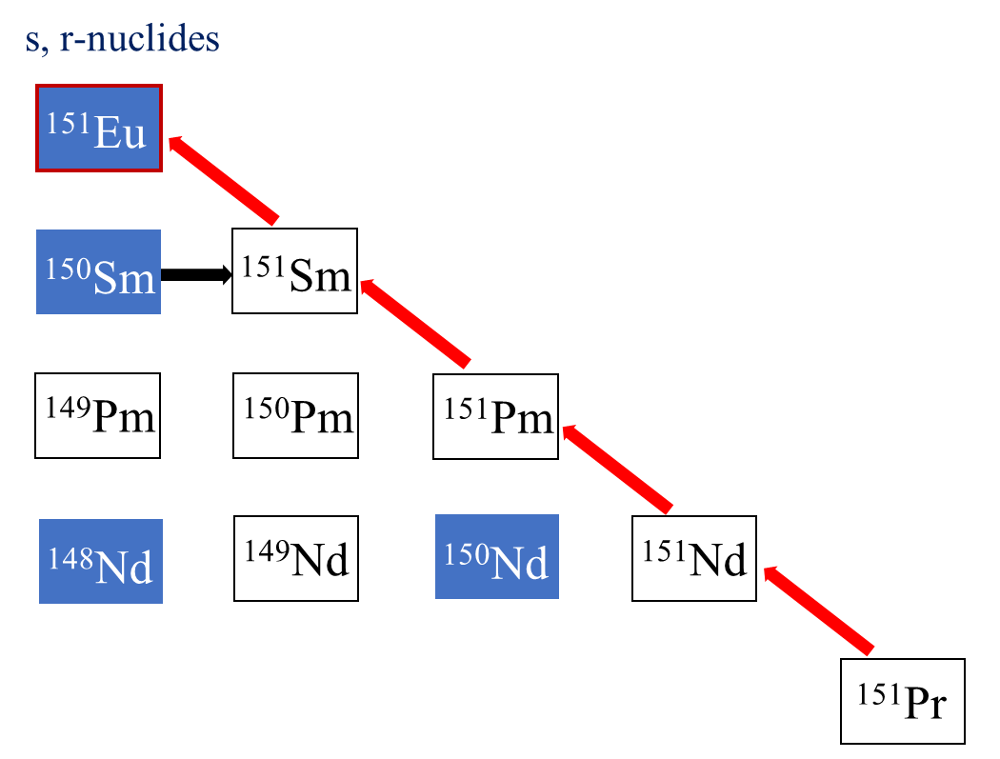 s, r-nuclides
¹⁵¹Eu
¹⁵⁰Sm ¹⁵¹Sm
¹⁴⁹Pm ¹⁵⁰Pm ¹⁵¹Pm
¹⁴⁸Nd ¹⁴⁹Nd ¹⁵⁰Nd ¹⁵¹Nd
¹⁵¹Pr